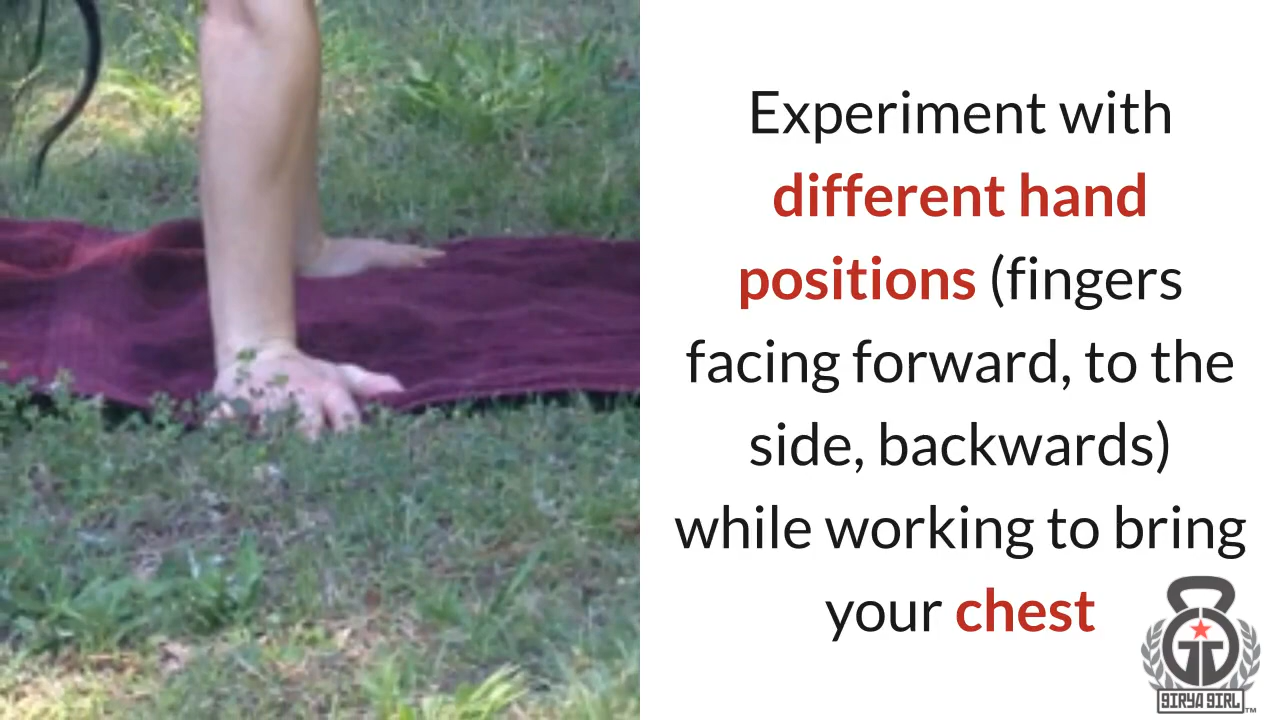 Experiment with
different hand
positions (fingers
facing forward, to the
side, backwards)
while working to bring
your chest
GIRYA GIRL™